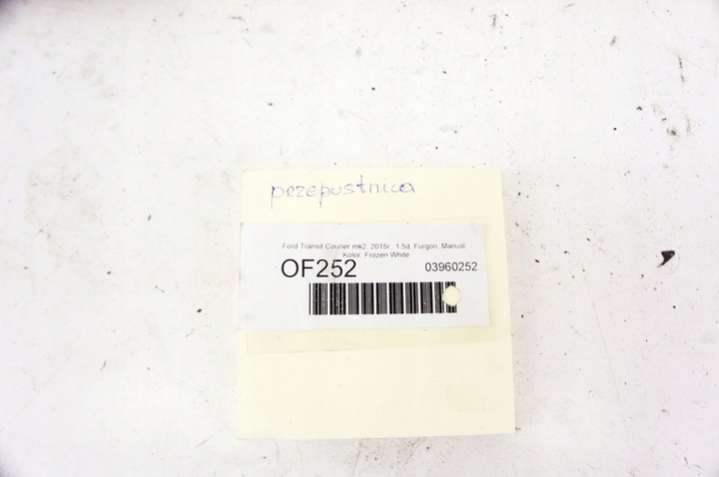 przepustnica
Ford Transit Courier mk2. 2015r., 1.5d, Furgon, Manual
Kolor: Frozen White
OF252
03960252